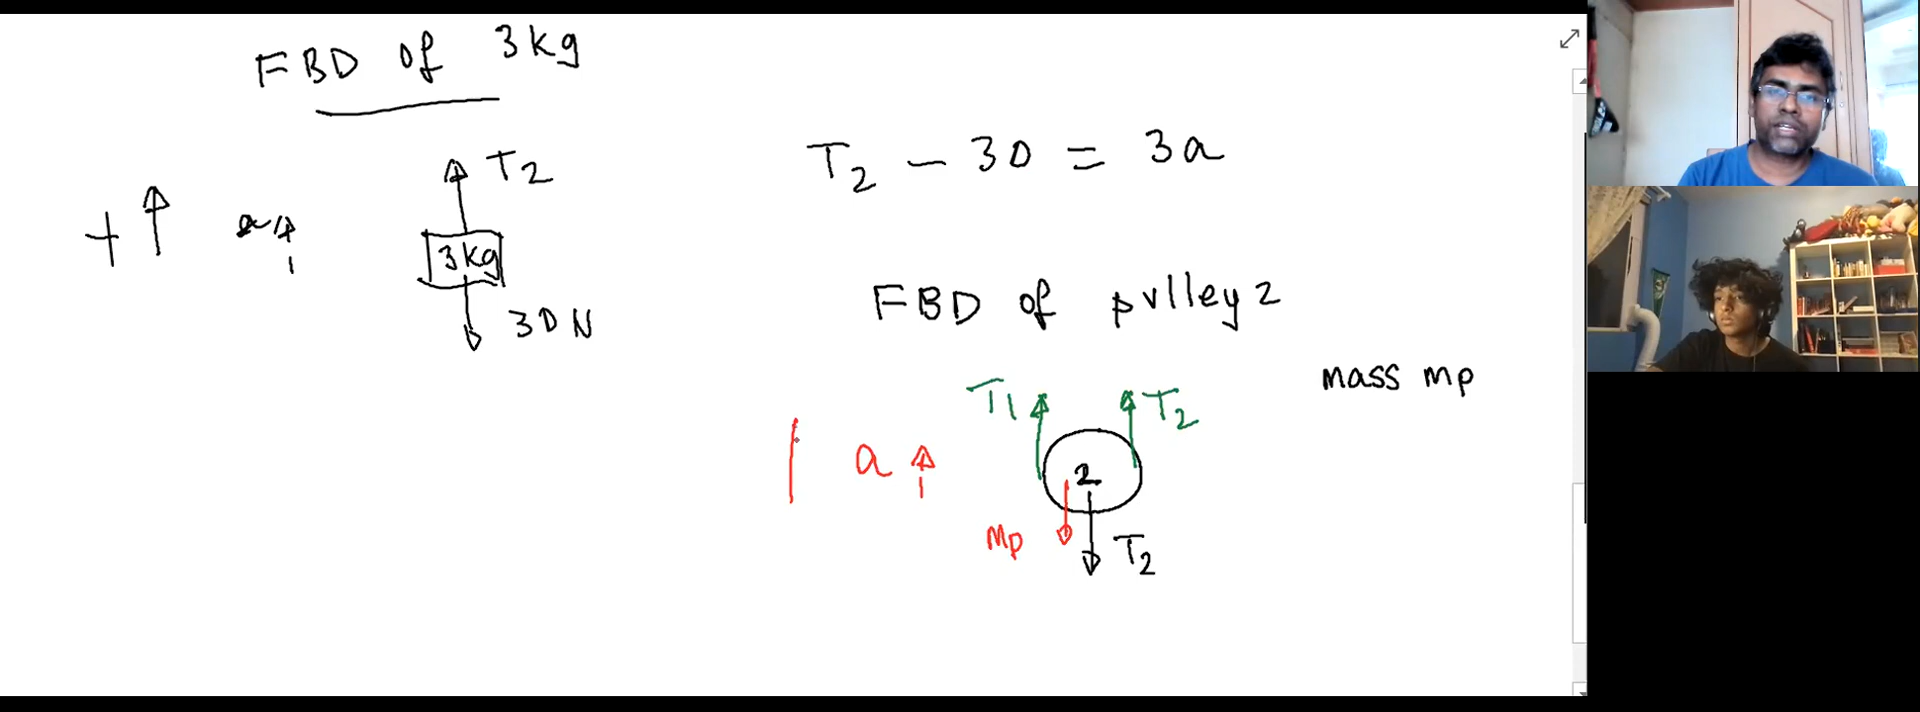 FBD of 3kg
T2
T2 - 30 = 3a
+ a
3kg
30 N
FBD of pulley 2
mass mp
T1 T2
a
2
mp
T2